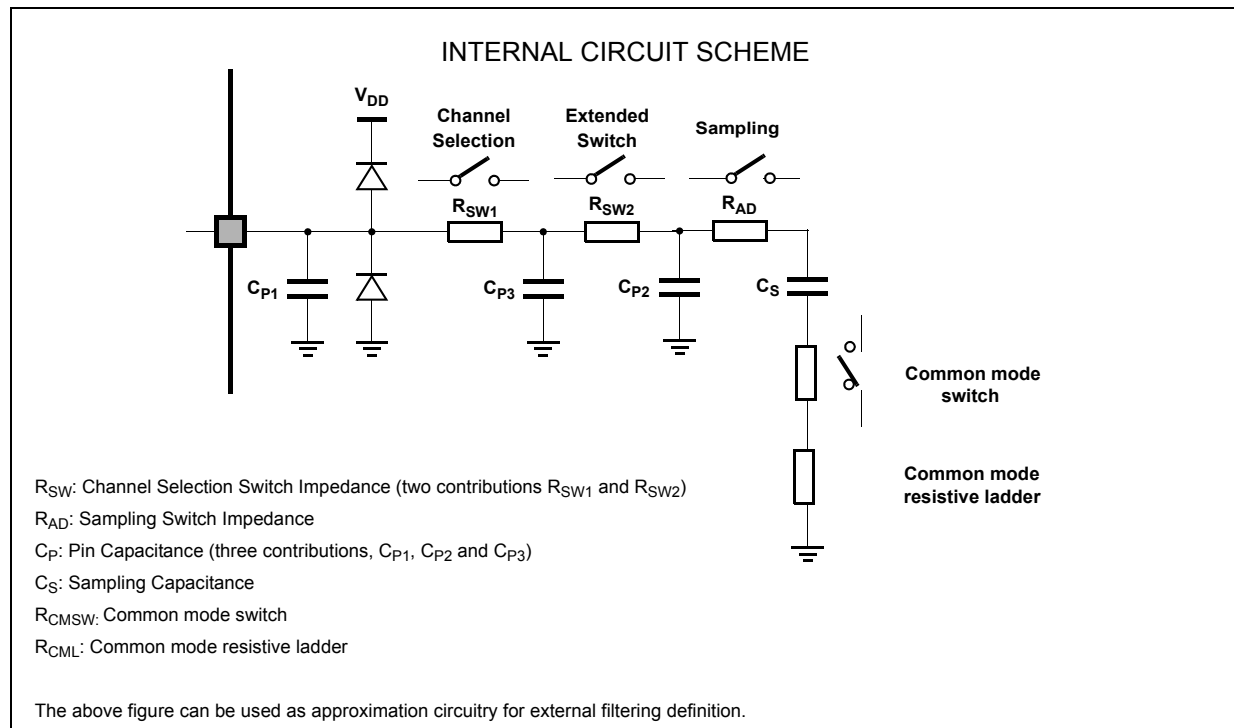 INTERNAL CIRCUIT SCHEME
VDD
Channel
Selection
Extended
Switch
Sampling
RSW1
RSW2
RAD
CP1
CP3
CP2
CS
Common mode
switch
Common mode
resistive ladder
RSW: Channel Selection Switch Impedance (two contributions RSW1 and RSW2)
RAD: Sampling Switch Impedance
CP: Pin Capacitance (three contributions, CP1, CP2 and CP3)
CS: Sampling Capacitance
RCMSW: Common mode switch
RCML: Common mode resistive ladder
The above figure can be used as approximation circuitry for external filtering definition.